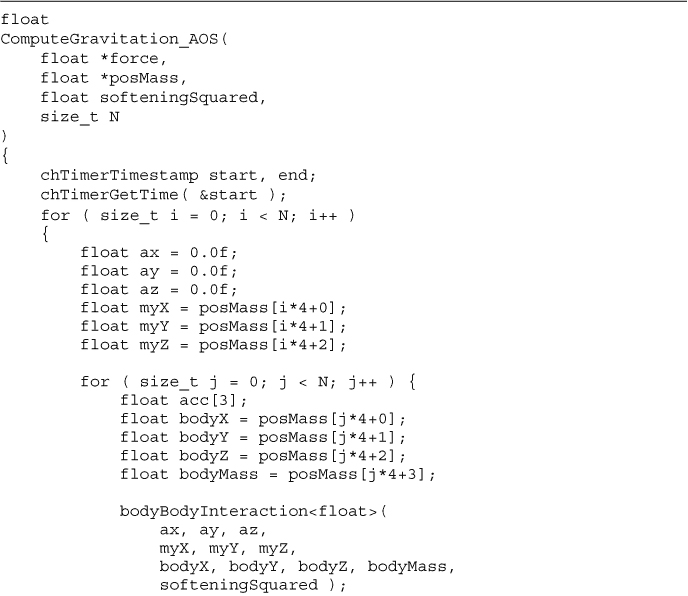 float
ComputeGravitation_AOS(
    float *force,
    float *posMass,
    float softeningSquared,
    size_t N
)
{
    chTimerTimestamp start, end;
    chTimerGetTime( &start );
    for ( size_t i = 0; i < N; i++ )
    {
        float ax = 0.0f;
        float ay = 0.0f;
        float az = 0.0f;
        float myX = posMass[i*4+0];
        float myY = posMass[i*4+1];
        float myZ = posMass[i*4+2];

        for ( size_t j = 0; j < N; j++ ) {
            float acc[3];
            float bodyX = posMass[j*4+0];
            float bodyY = posMass[j*4+1];
            float bodyZ = posMass[j*4+2];
            float bodyMass = posMass[j*4+3];

            bodyBodyInteraction<float>(
                ax, ay, az,
                myX, myY, myZ,
                bodyX, bodyY, bodyZ, bodyMass,
                softeningSquared );